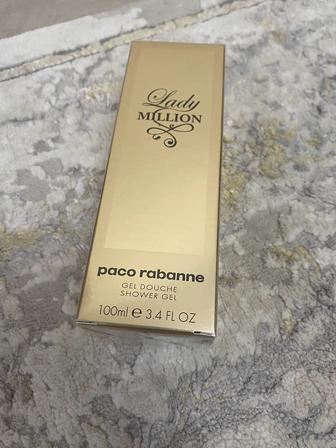 Lady
MILLION
paco rabanne
GEL DOUCHE
SHOWER GEL
100ml e 3.4 FL OZ